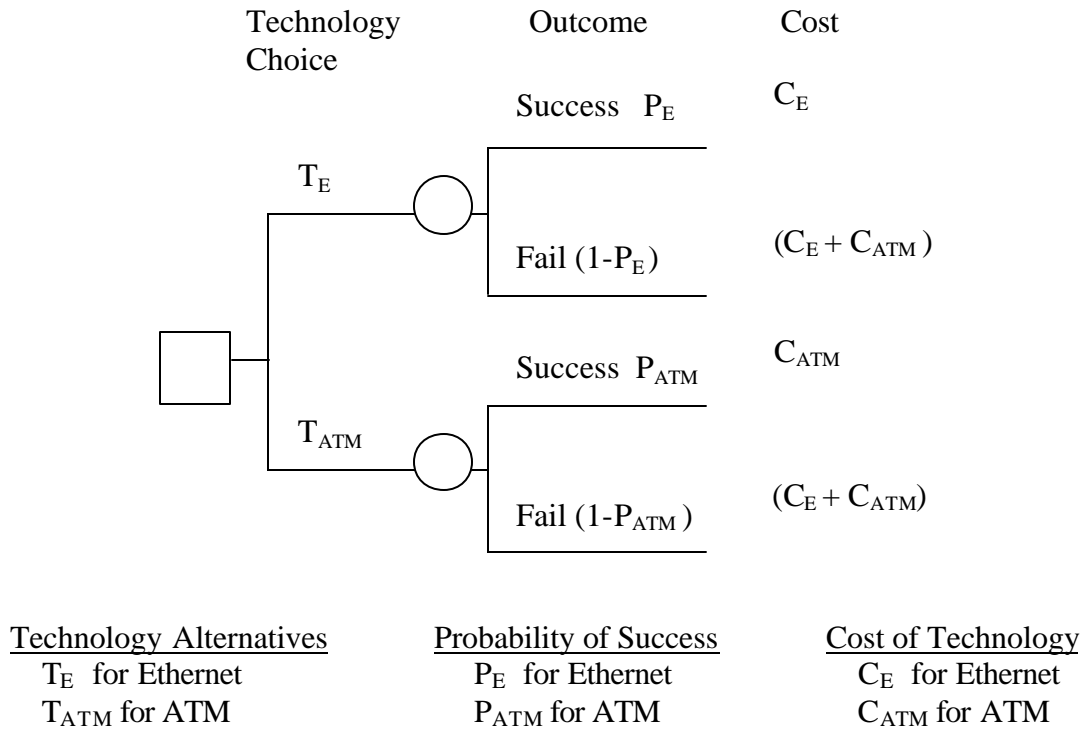 Technology Choice Outcome Cost
Success P_E C_E
T_E
Fail (1-P_E) (C_E + C_ATM )
Success P_ATM C_ATM
T_ATM
Fail (1-P_ATM ) (C_E + C_ATM)
Technology Alternatives Probability of Success Cost of Technology
T_E for Ethernet P_E for Ethernet C_E for Ethernet
T_ATM for ATM P_ATM for ATM C_ATM for ATM